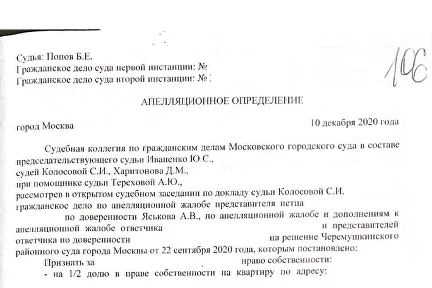 106
Судья: Попов Б.Е.
Гражданское дело суда первой инстанции: №
Гражданское дело суда второй инстанции: №
АПЕЛЛЯЦИОННОЕ ОПРЕДЕЛЕНИЕ
город Москва 10 декабря 2020 года
Судебная коллегия по гражданским делам Московского городского суда в составе
председательствующего судьи Иваненко Ю.С.,
судей Колосовой С.И., Харитонова Д.М.,
при помощнике судьи Тереховой А.Ю.,
рассмотрев в открытом судебном заседании по докладу судьи Колосовой С.И.
гражданское дело по апелляционной жалобе представителя истца
по доверенности Яськова А.В., по апелляционной жалобе и дополнениям к
апелляционной жалобе ответчика и представителей
ответчика по доверенности на решение Черемушкинского
районного суда города Москвы от 22 сентября 2020 года, которым постановлено:
Признать за право собственности:
- на 1/2 долю в праве собственности на квартиру по адресу: